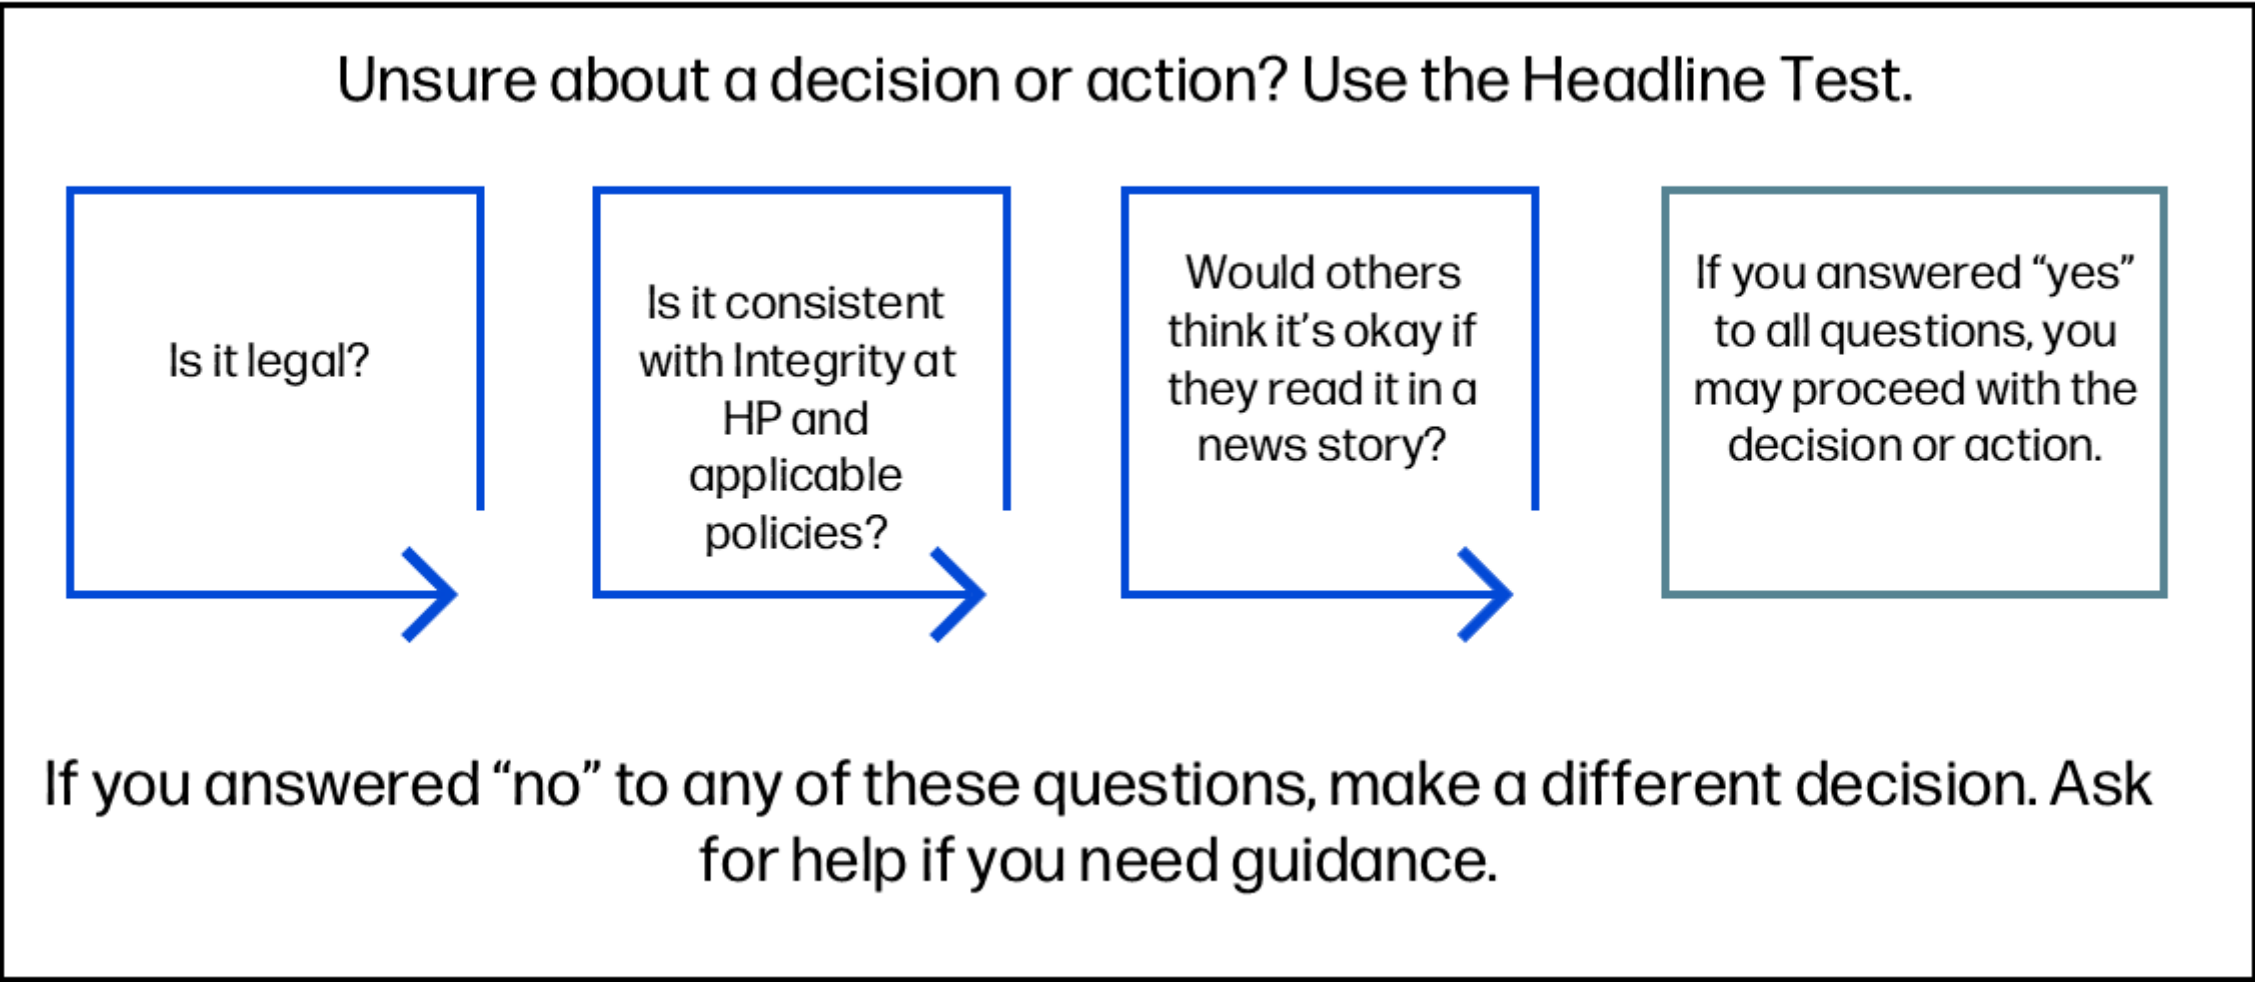 Unsure about a decision or action? Use the Headline Test.
Is it legal?
Is it consistent
with Integrity at
HP and
applicable
policies?
Would others
think it’s okay if
they read it in a
news story?
If you answered “yes”
to all questions, you
may proceed with the
decision or action.
If you answered “no” to any of these questions, make a different decision. Ask
for help if you need guidance.